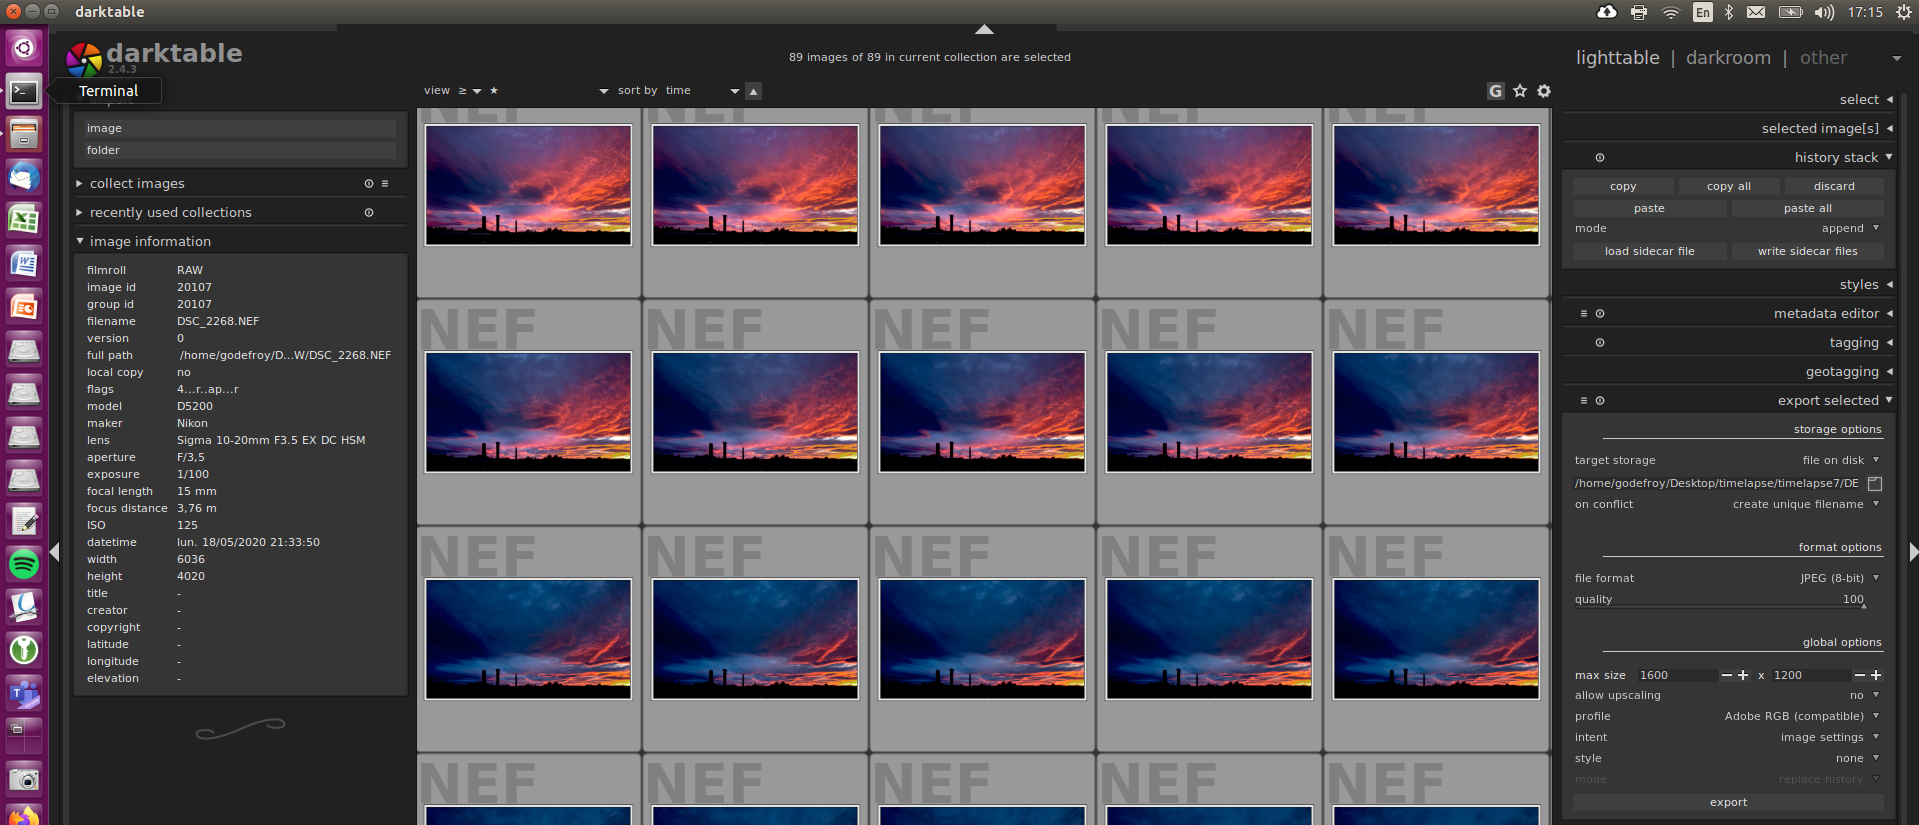 darktable
En
17:15
darktable
2.4.3
Terminal
89 images of 89 in current collection are selected
lighttable | darkroom | other
view ≥ ★
sort by time
G
image
folder
collect images
recently used collections
image information
filmroll RAW
image id 20107
group id 20107
filename DSC_2268.NEF
version 0
full path /home/godefroy/D...W/DSC_2268.NEF
local copy no
flags 4...r..ap...r
model D5200
maker Nikon
lens Sigma 10-20mm F3.5 EX DC HSM
aperture F/3,5
exposure 1/100
focal length 15 mm
focus distance 3,76 m
ISO 125
datetime lun. 18/05/2020 21:33:50
width 6036
height 4020
title -
creator -
copyright -
latitude -
longitude -
elevation -
NEF NEF NEF NEF NEF
NEF NEF NEF NEF NEF
NEF NEF NEF NEF NEF
select
selected image[s]
history stack
copy copy all discard
paste paste all
mode append
load sidecar file write sidecar files
styles
metadata editor
tagging
geotagging
export selected
storage options
target storage file on disk
/home/godefroy/Desktop/timelapse/timelapse7/DE
on conflict create unique filename
format options
file format JPEG (8-bit)
quality 100
global options
max size 1600 x 1200
allow upscaling no
profile Adobe RGB (compatible)
intent image settings
style none
mode replace history
export